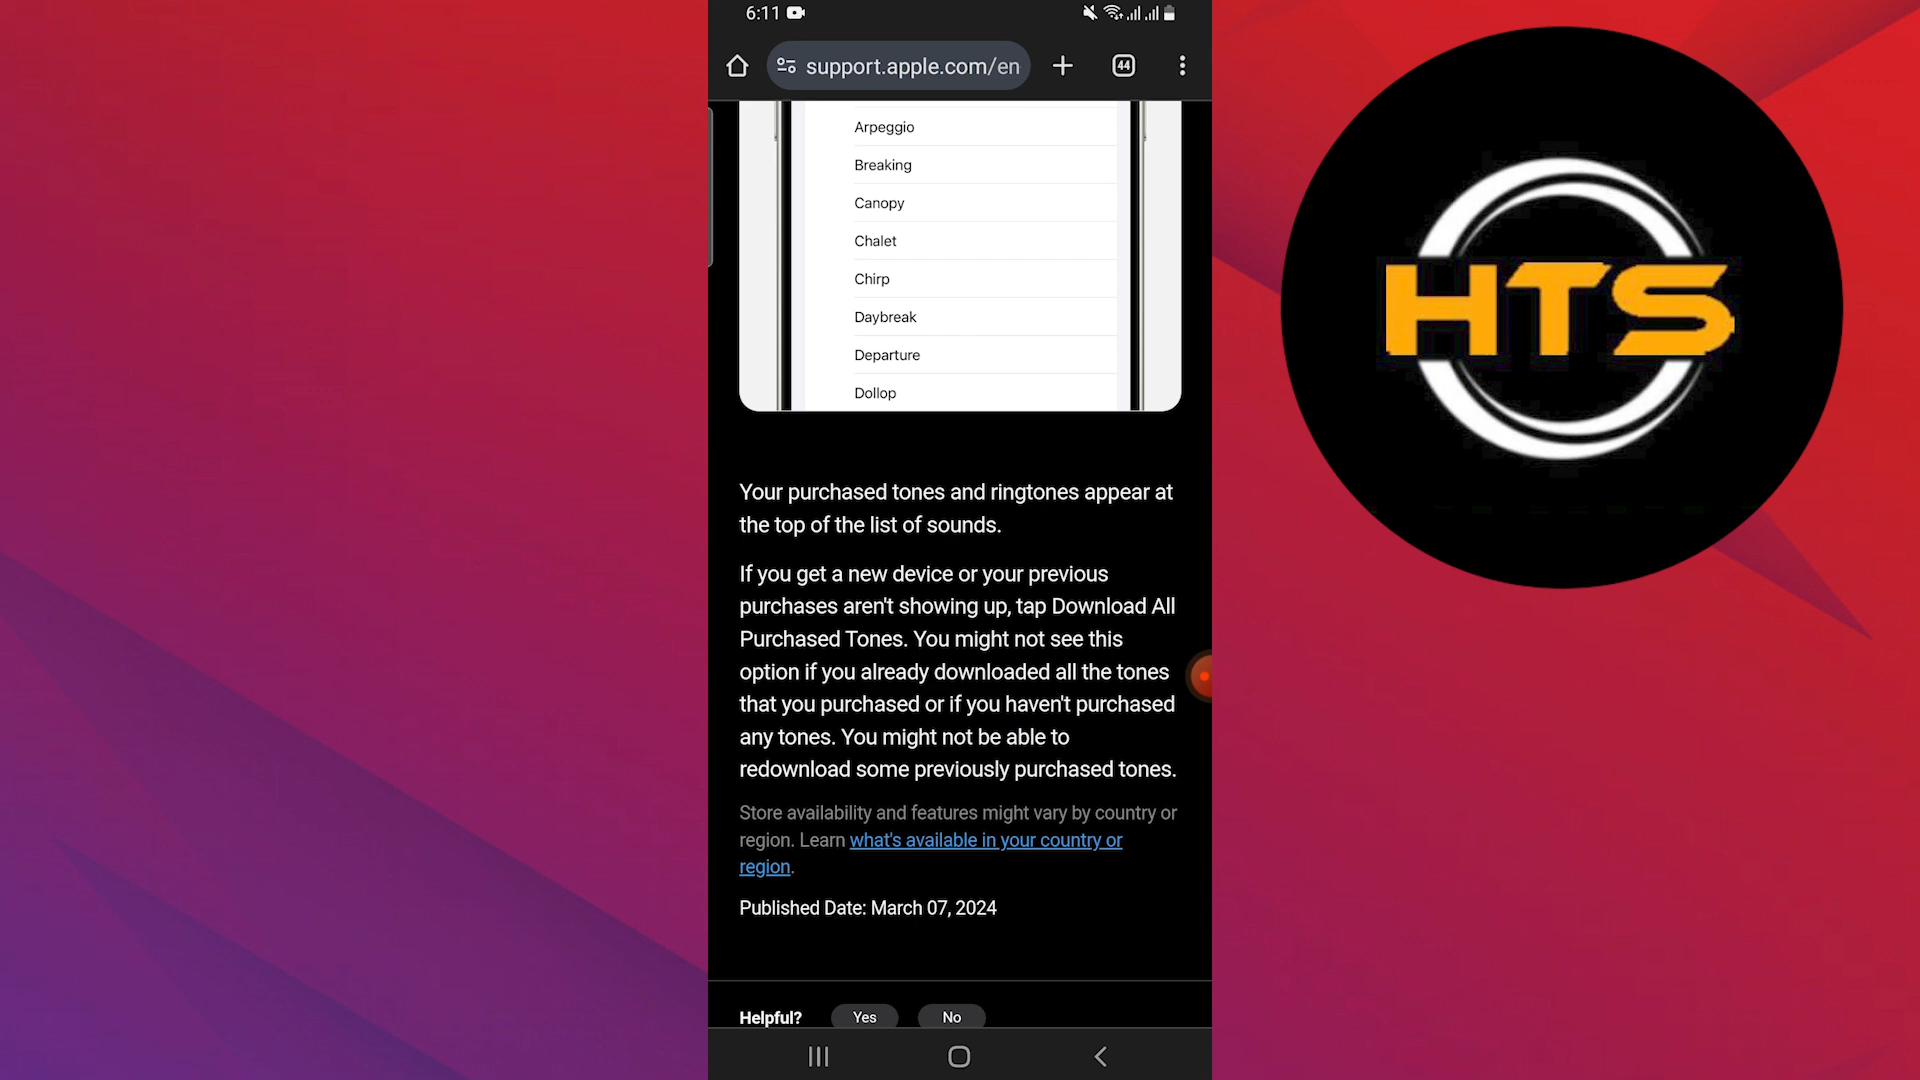 6:11
support.apple.com/en
44
Arpeggio
Breaking
Canopy
Chalet
Chirp
Daybreak
Departure
Dollop
HTS
Your purchased tones and ringtones appear at
the top of the list of sounds.
If you get a new device or your previous
purchases aren't showing up, tap Download All
Purchased Tones. You might not see this
option if you already downloaded all the tones
that you purchased or if you haven't purchased
any tones. You might not be able to
redownload some previously purchased tones.
Store availability and features might vary by country or
region. Learn what's available in your country or
region.
Published Date: March 07, 2024
Helpful? Yes No